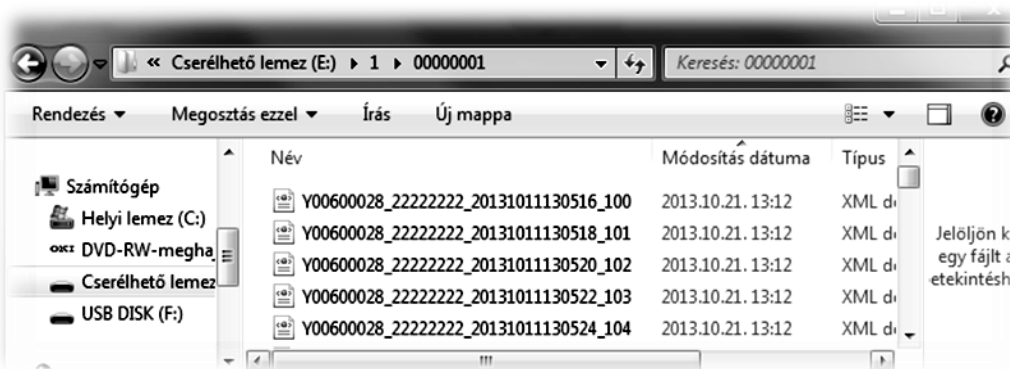 « Cserélhető lemez (E:) ▸ 1 ▸ 00000001
Keresés: 00000001
Rendezés ▾ Megosztás ezzel ▾ Írás Új mappa
Név Módosítás dátuma Típus
Számítógép
Helyi lemez (C:)
OKI DVD-RW-megha
Cserélhető lemez
USB DISK (F:)
Y00600028_22222222_20131011130516_100 2013.10.21. 13:12 XML d
Y00600028_22222222_20131011130518_101 2013.10.21. 13:12 XML d
Y00600028_22222222_20131011130520_102 2013.10.21. 13:12 XML d
Y00600028_22222222_20131011130522_103 2013.10.21. 13:12 XML d
Y00600028_22222222_20131011130524_104 2013.10.21. 13:12 XML d
Jelöljön k
egy fájlt a
etekintésh